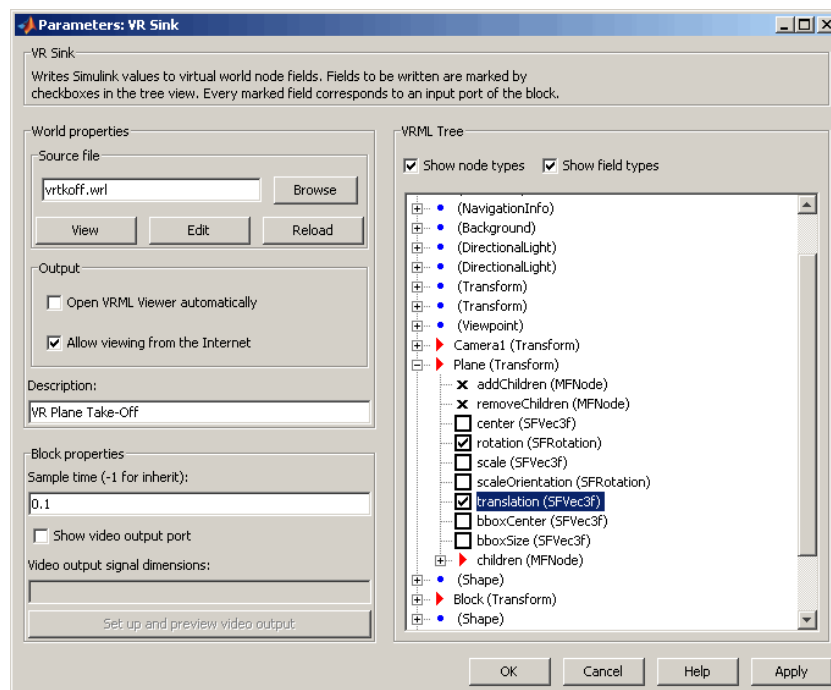 Parameters: VR Sink
VR Sink
Writes Simulink values to virtual world node fields. Fields to be written are marked by
checkboxes in the tree view. Every marked field corresponds to an input port of the block.
World properties
Source file
vrtkoff.wrl
Browse
View
Edit
Reload
Output
Open VRML Viewer automatically
Allow viewing from the Internet
Description:
VR Plane Take-Off
Block properties
Sample time (-1 for inherit):
0.1
Show video output port
Video output signal dimensions:
Set up and preview video output
VRML Tree
Show node types
Show field types
(NavigationInfo)
(Background)
(DirectionalLight)
(DirectionalLight)
(Transform)
(Transform)
(Viewpoint)
Camera1 (Transform)
Plane (Transform)
addChildren (MFNode)
removeChildren (MFNode)
center (SFVec3f)
rotation (SFRotation)
scale (SFVec3f)
scaleOrientation (SFRotation)
translation (SFVec3f)
bboxCenter (SFVec3f)
bboxSize (SFVec3f)
children (MFNode)
(Shape)
Block (Transform)
(Shape)
OK
Cancel
Help
Apply